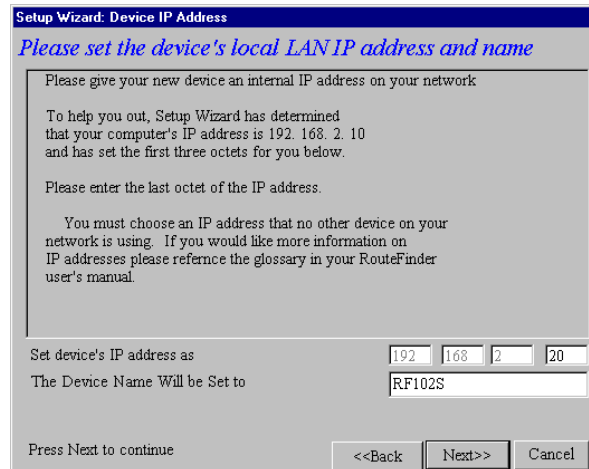 Setup Wizard: Device IP Address
Please set the device's local LAN IP address and name
Please give your new device an internal IP address on your network
To help you out, Setup Wizard has determined
that your computer's IP address is 192. 168. 2. 10
and has set the first three octets for you below.
Please enter the last octet of the IP address.
You must choose an IP address that no other device on your
network is using. If you would like more information on
IP addresses please refernce the glossary in your RouteFinder
user's manual.
Set device's IP address as 192 168 2 20
The Device Name Will be Set to RF102S
Press Next to continue <<Back Next>> Cancel